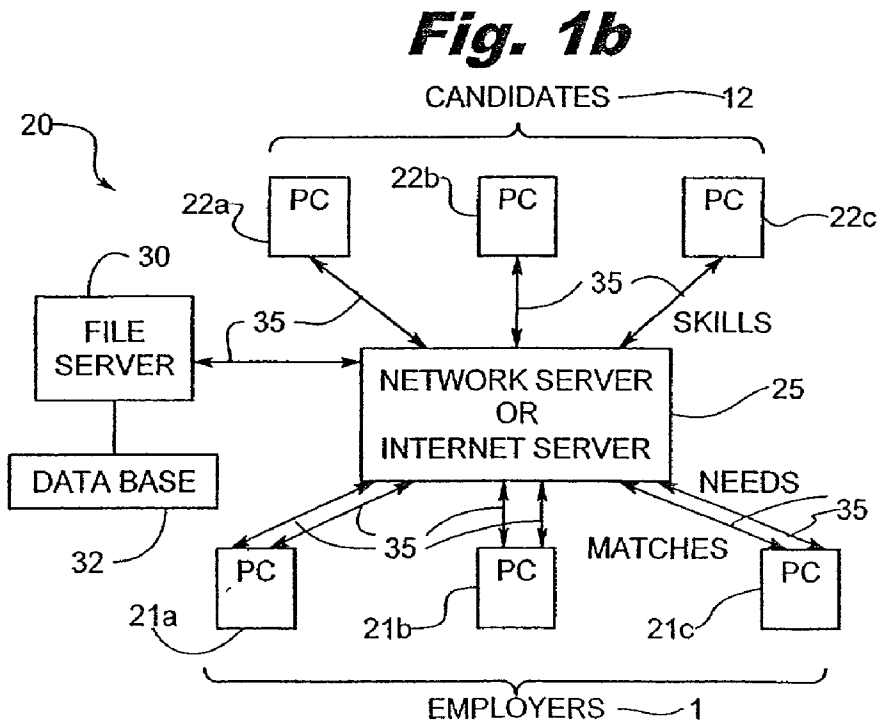 Fig. 1b
CANDIDATES 12
20
PC PC PC
22a 22b 22c
30
FILE
SERVER
35 35
SKILLS
NETWORK SERVER
OR
INTERNET SERVER
25
DATA BASE
32
NEEDS
35 35
MATCHES
PC PC PC
21a 21b 21c
EMPLOYERS 1